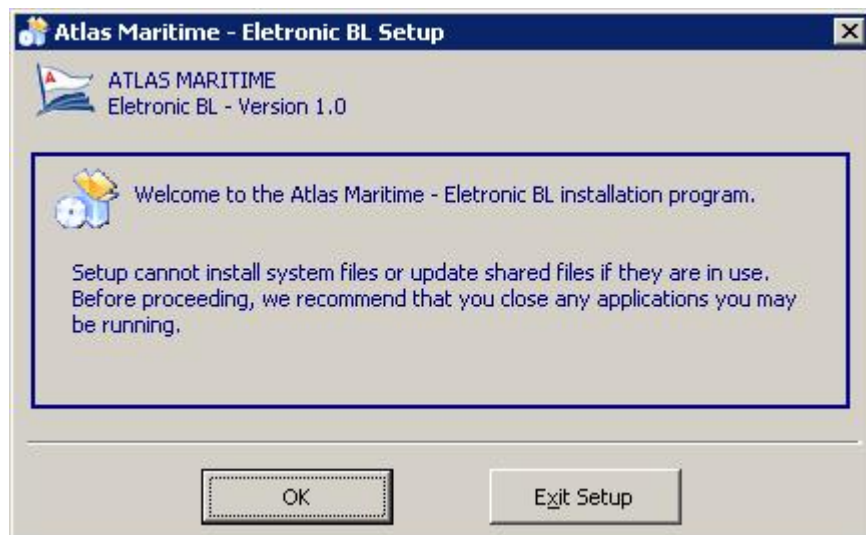 Atlas Maritime - Eletronic BL Setup
ATLAS MARITIME
Eletronic BL - Version 1.0
Welcome to the Atlas Maritime - Eletronic BL installation program.
Setup cannot install system files or update shared files if they are in use.
Before proceeding, we recommend that you close any applications you may
be running.
OK
Exit Setup